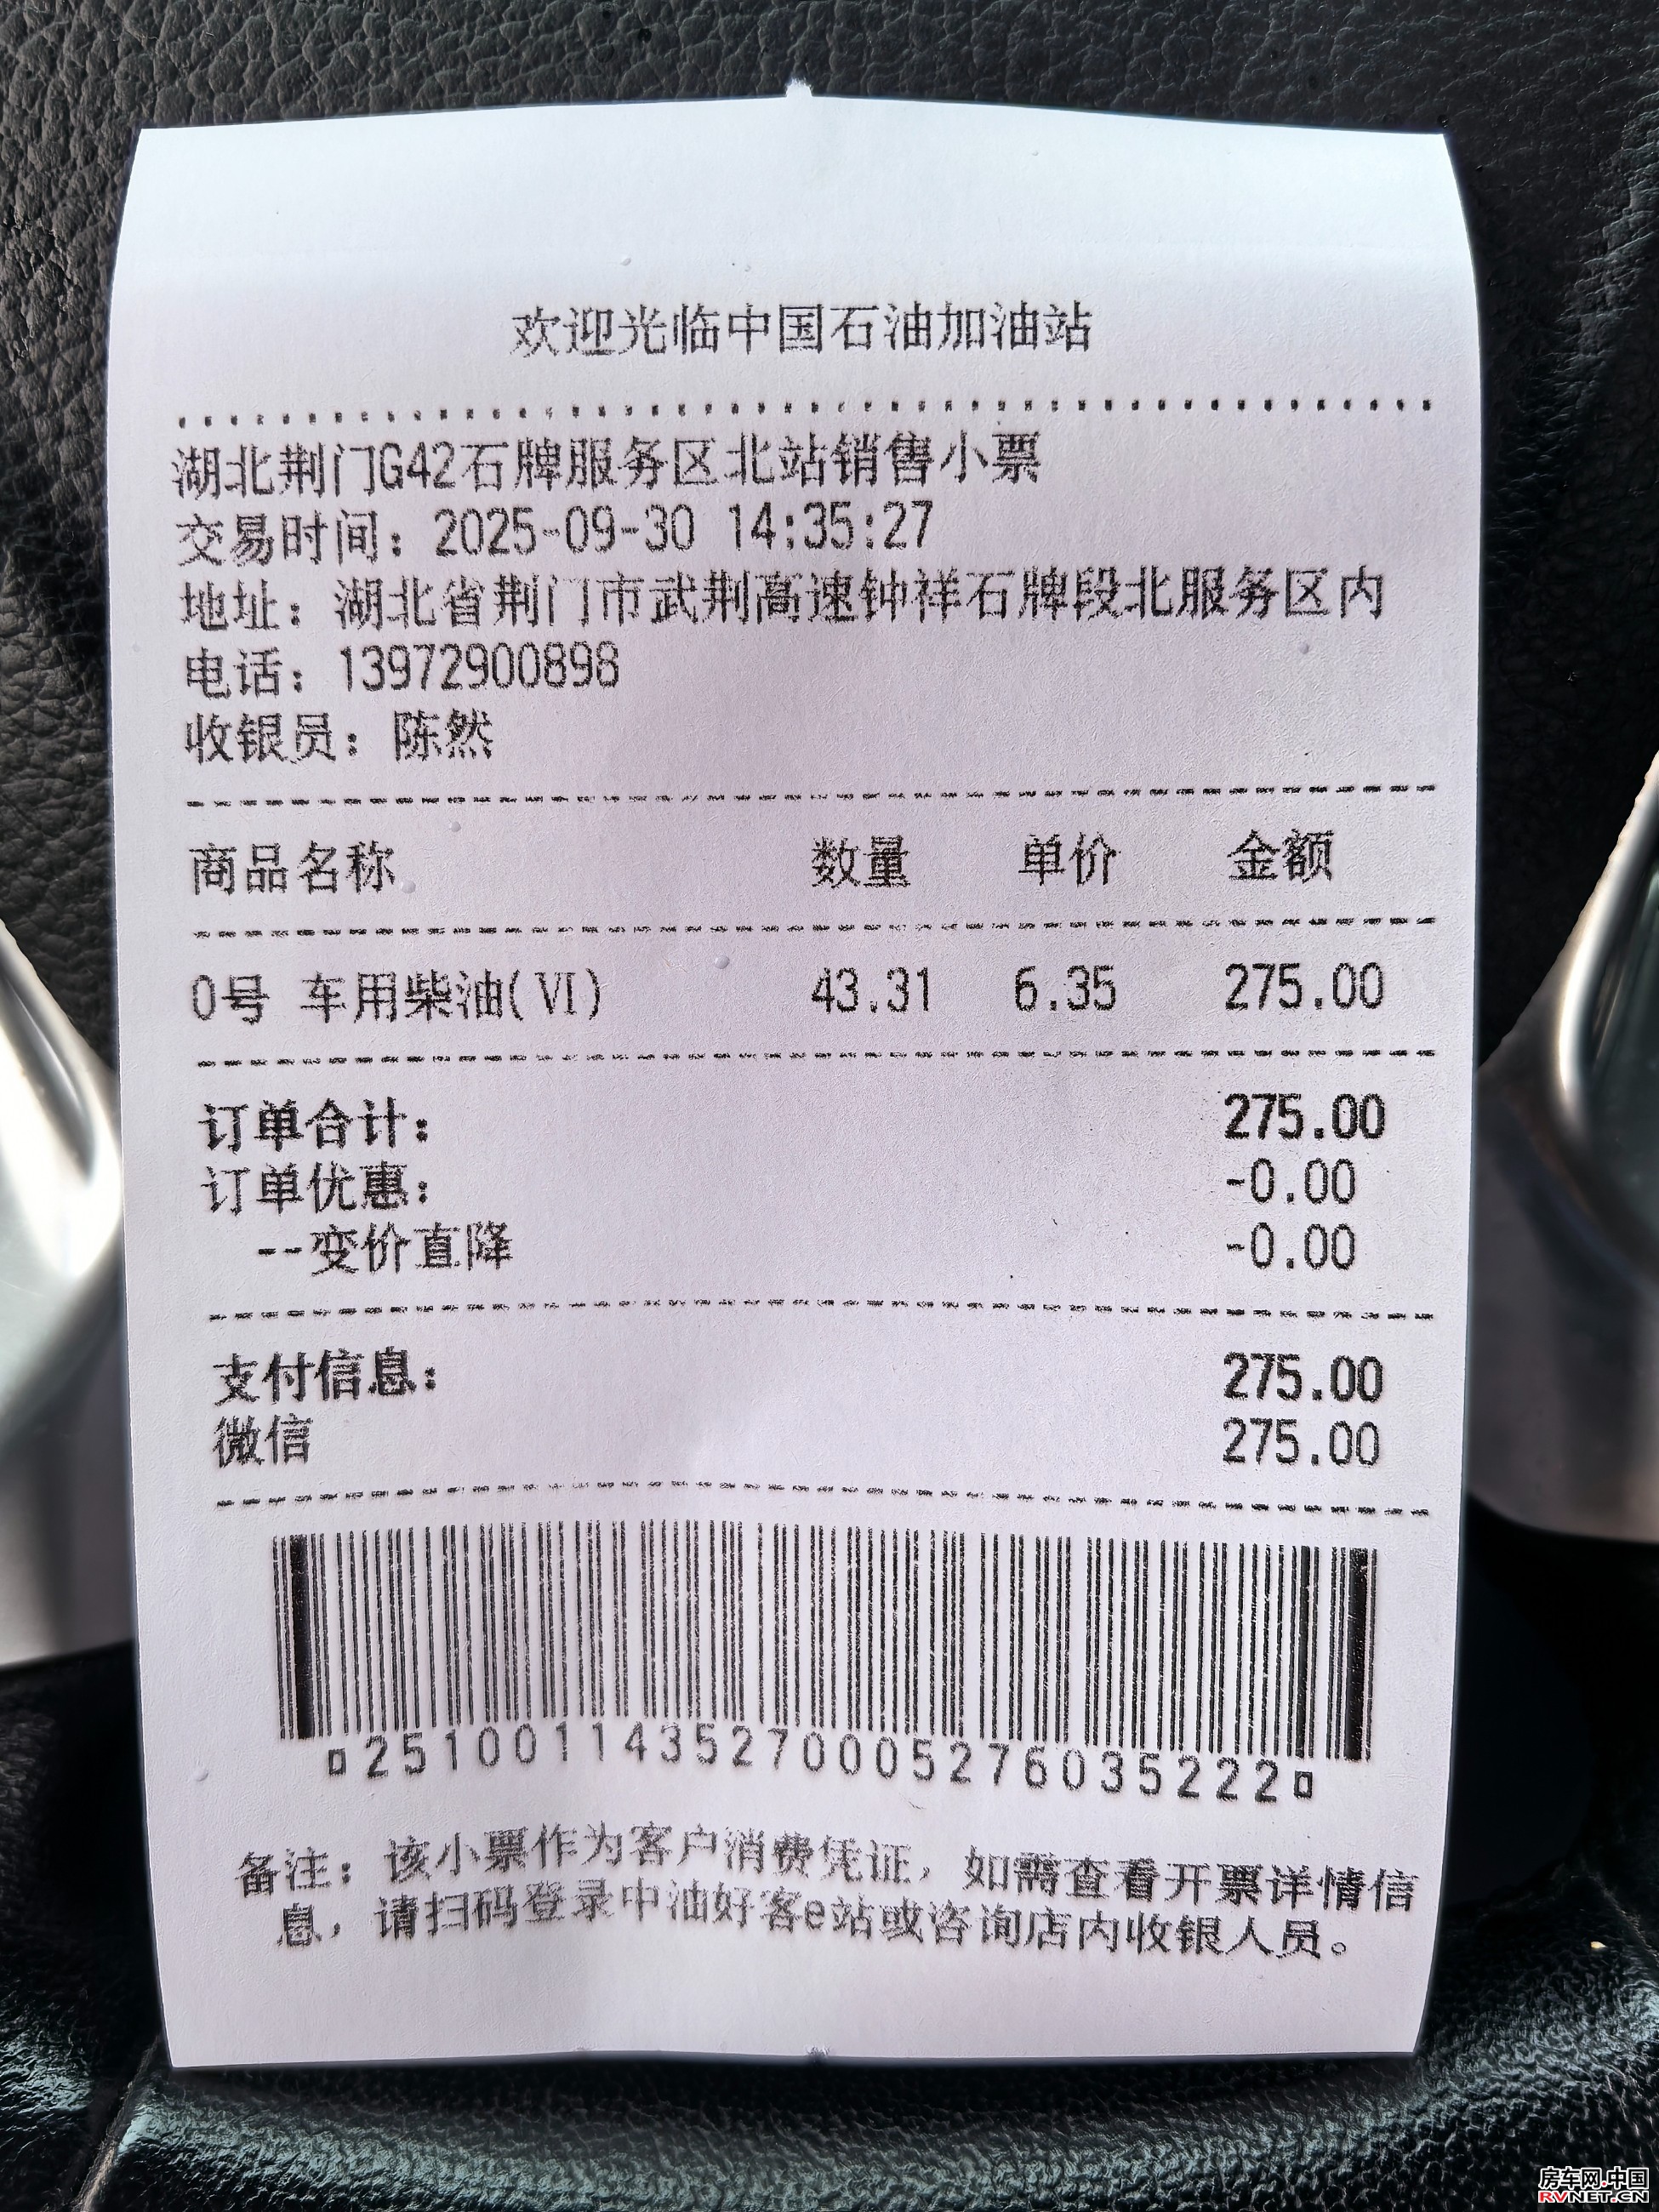 欢迎光临中国石油加油站
湖北荆门G42石牌服务区北站销售小票
交易时间：2025-09-30 14:35:27
地址：湖北省荆门市武荆高速钟祥石牌段北服务区内
电话：13972900898
收银员：陈然
商品名称 数量 单价 金额
0号 车用柴油(Ⅵ) 43.31 6.35 275.00
订单合计： 275.00
订单优惠： -0.00
--变价直降 -0.00
支付信息： 275.00
微信 275.00
¤251001143527000527603522２¤
备注：该小票作为客户消费凭证，如需查看开票详情信
息，请扫码登录中油好客e站或咨询店内收银人员。
房车网.中国
RVNET.CN